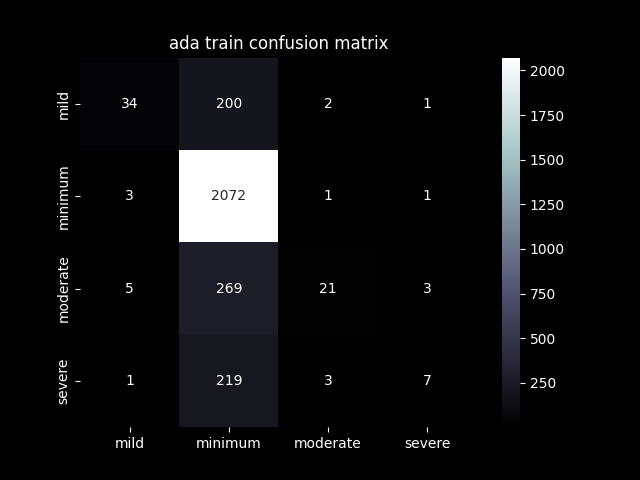 ada train confusion matrix
mild 34 200 2 1
minimum 3 2072 1 1
moderate 5 269 21 3
severe 1 219 3 7
mild minimum moderate severe
2000
1750
1500
1250
1000
750
500
250